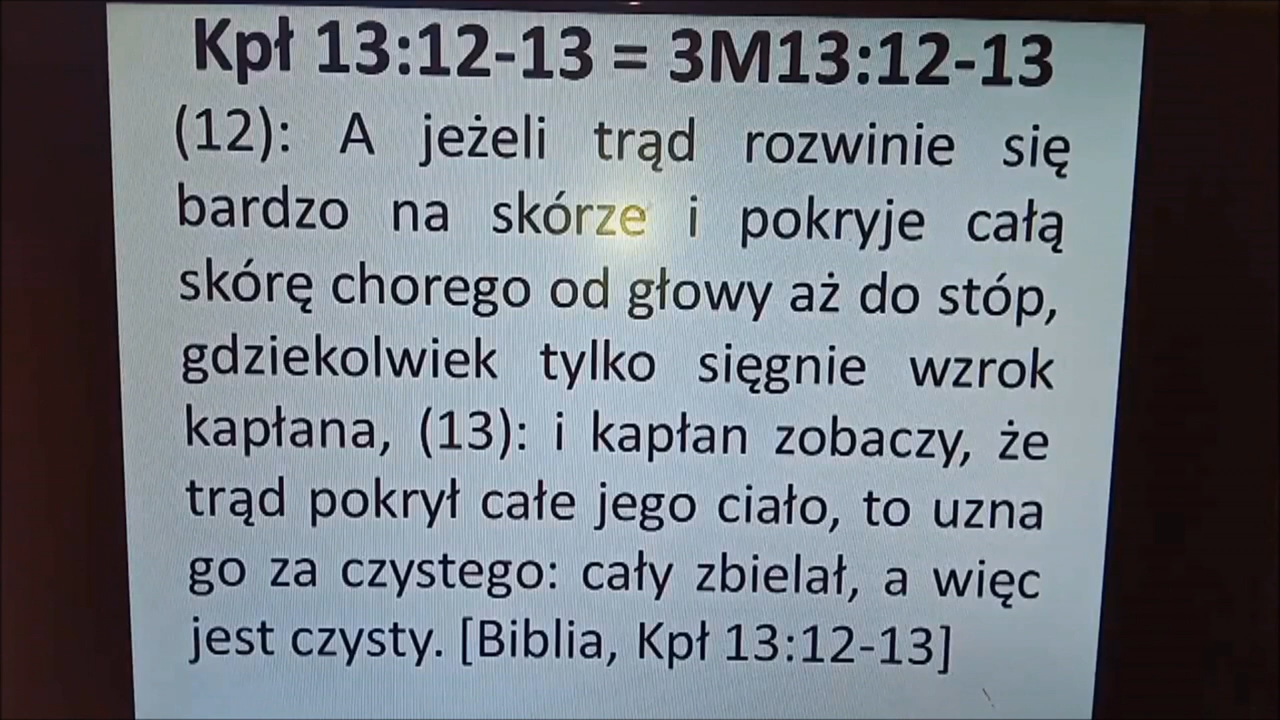 Kpł 13:12-13 = 3M13:12-13
(12): A jeżeli trąd rozwinie się
bardzo na skórze i pokryje całą
skórę chorego od głowy aż do stóp,
gdziekolwiek tylko sięgnie wzrok
kapłana, (13): i kapłan zobaczy, że
trąd pokrył całe jego ciało, to uzna
go za czystego: cały zbielał, a więc
jest czysty. [Biblia, Kpł 13:12-13]